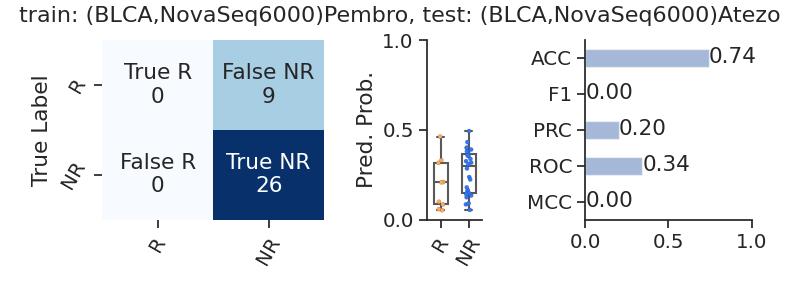 train: (BLCA,NovaSeq6000)Pembro, test: (BLCA,NovaSeq6000)Atezo
True Label
R
NR
True R
0
False NR
9
False R
0
True NR
26
R
NR
Pred. Prob.
1.0
0.5
0.0
R
NR
ACC
0.74
F1
0.00
PRC
0.20
ROC
0.34
MCC
0.00
0.0
0.5
1.0